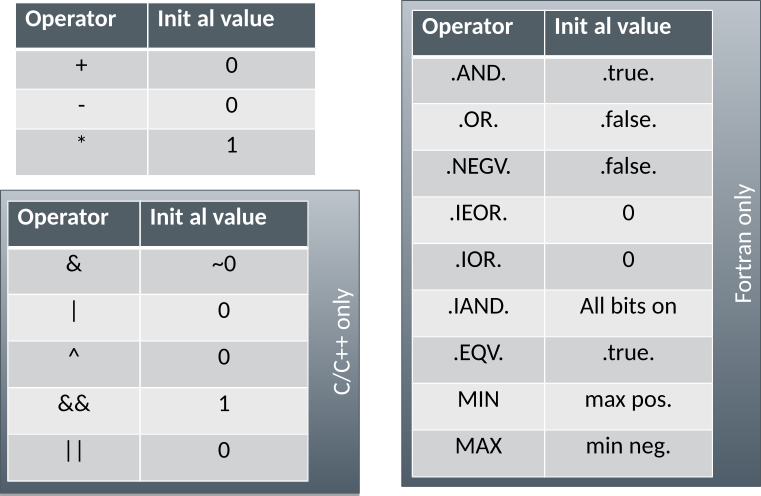 Operator Init al value
+ 0
- 0
* 1
Operator Init al value
& ~0
| 0
^ 0
&& 1
|| 0
C/C++ only
Operator Init al value
.AND. .true.
.OR. .false.
.NEGV. .false.
.IEOR. 0
.IOR. 0
.IAND. All bits on
.EQV. .true.
MIN max pos.
MAX min neg.
Fortran only